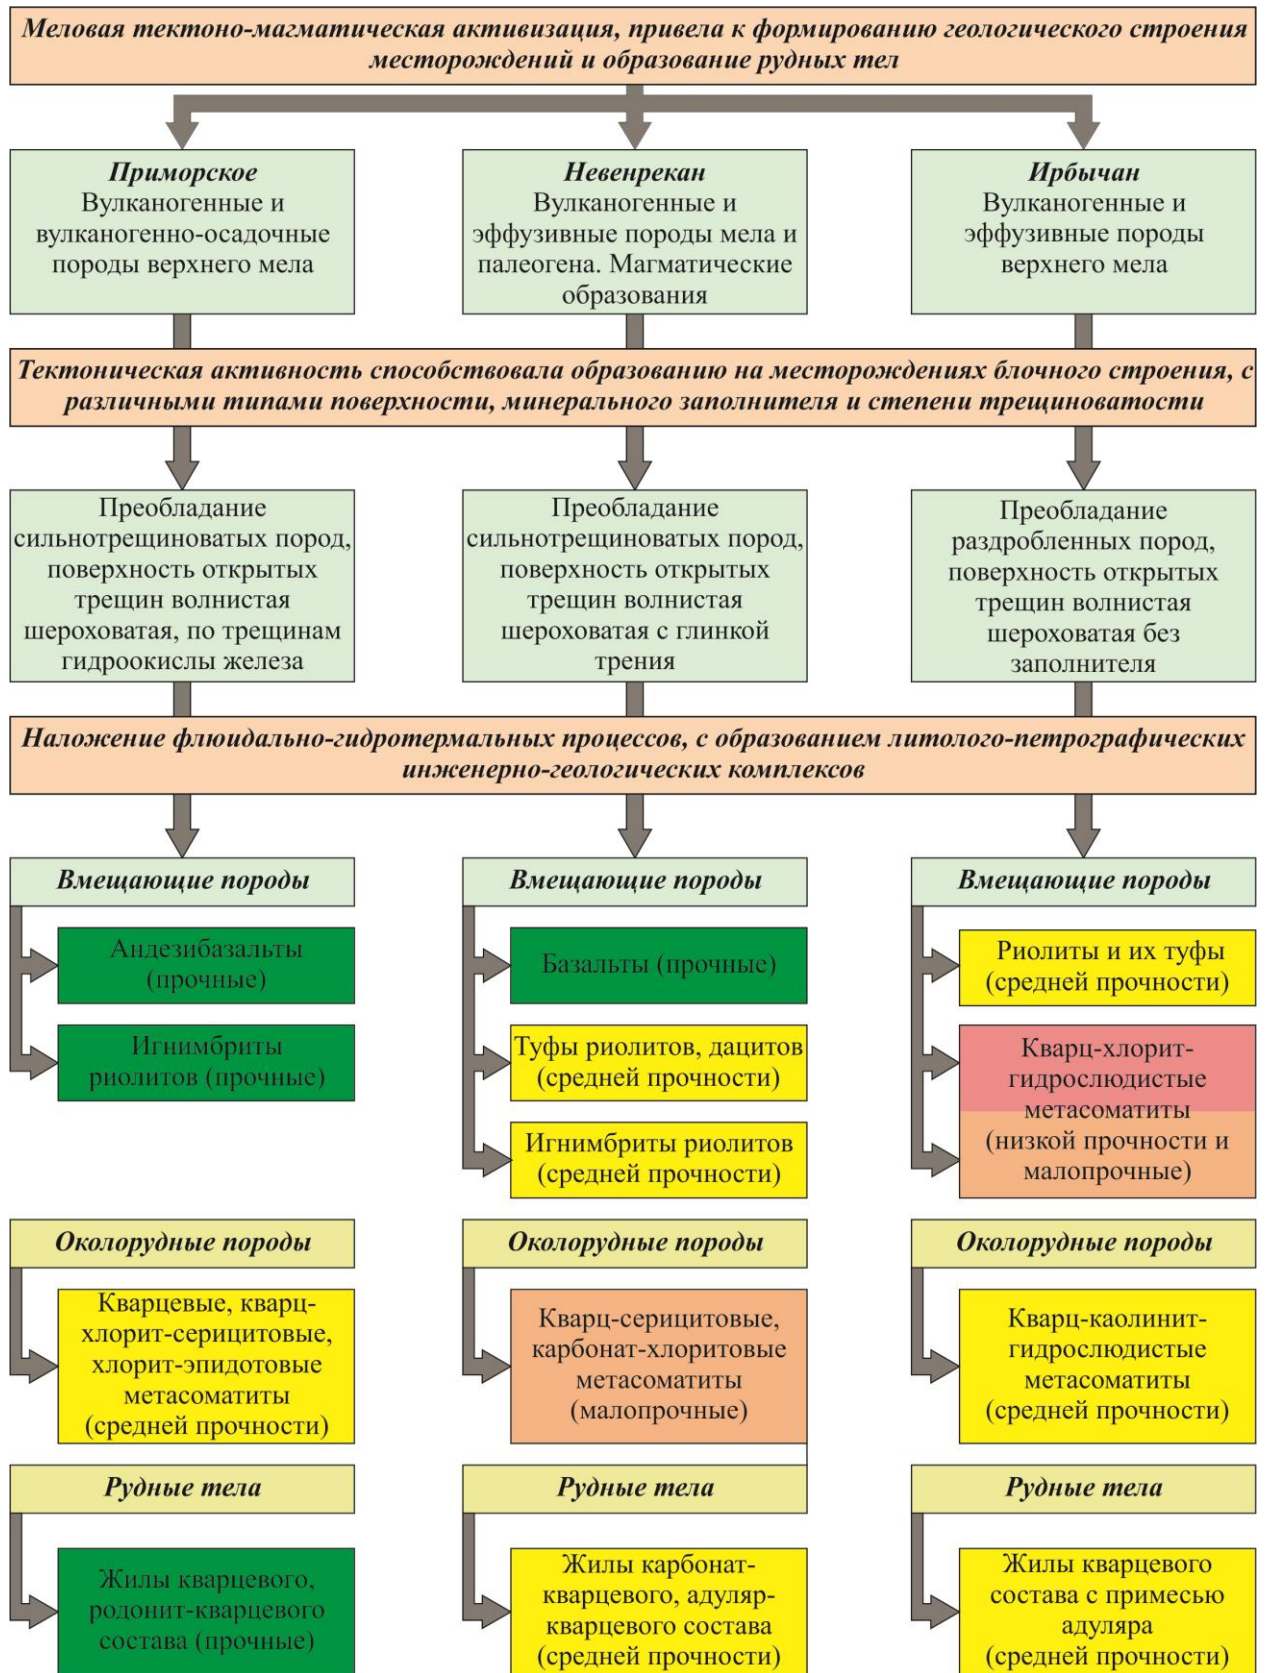 Меловая тектоно-магматическая активизация, привела к формированию геологического строения
месторождений и образование рудных тел
Приморское
Вулканогенные и
вулканогенно-осадочные
породы верхнего мела
Невенрекан
Вулканогенные и
эффузивные породы мела и
палеогена. Магматические
образования
Ирбычан
Вулканогенные и
эффузивные породы
верхнего мела
Тектоническая активность способствовала образованию на месторождениях блочного строения, с
различными типами поверхности, минерального заполнителя и степени трещиноватости
Преобладание
сильнотрещиноватых пород,
поверхность открытых
трещин волнистая
шероховатая, по трещинам
гидроокислы железа
Преобладание
сильнотрещиноватых пород,
поверхность открытых
трещин волнистая
шероховатая с глинкой
трения
Преобладание
раздробленных пород,
поверхность открытых
трещин волнистая
шероховатая без
заполнителя
Наложение флюидально-гидротермальных процессов, с образованием литолого-петрографических
инженерно-геологических комплексов
Вмещающие породы
Андезибазальты
(прочные)
Игнимбриты
риолитов (прочные)
Вмещающие породы
Базальты (прочные)
Туфы риолитов, дацитов
(средней прочности)
Игнимбриты риолитов
(средней прочности)
Вмещающие породы
Риолиты и их туфы
(средней прочности)
Кварц-хлорит-
гидрослюдистые
метасоматиты
(низкой прочности и
малопрочные)
Околорудные породы
Кварцевые, кварц-
хлорит-серицитовые,
хлорит-эпидотовые
метасоматиты
(средней прочности)
Околорудные породы
Кварц-серицитовые,
карбонат-хлоритовые
метасоматиты
(малопрочные)
Околорудные породы
Кварц-каолинит-
гидрослюдистые
метасоматиты
(средней прочности)
Рудные тела
Жилы кварцевого,
родонит-кварцевого
состава (прочные)
Рудные тела
Жилы карбонат-
кварцевого, адуляр-
кварцевого состава
(средней прочности)
Рудные тела
Жилы кварцевого
состава с примесью
адуляра
(средней прочности)